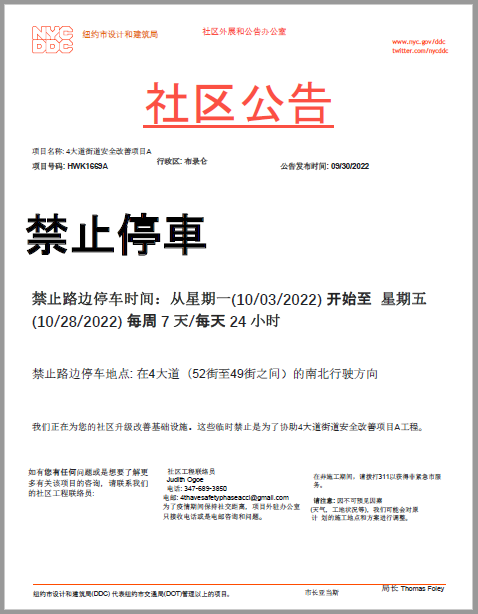 NYC
DDC
纽约市设计和建筑局
社区外展和公告办公室
www.nyc.gov/ddc
twitter.com/nycddc
社区公告
项目名称: 4大道街道安全改善项目A
项目号码: HWK1669A
行政区: 布录仑
公告发布时间: 09/30/2022
禁止停車
禁止路边停车时间：从星期一(10/03/2022) 开始至 星期五
(10/28/2022) 每周 7 天/每天 24 小时
禁止路边停车地点: 在4大道（52街至49街之间）的南北行驶方向
我们正在为您的社区升级改善基础设施。这些临时禁止是为了协助4大道街道安全改善项目A工程。
如有您有任何问题或是想要了解更
多有关该项目的咨询，请联系我们
的社区工程联络员:
社区工程联络员
Judith Ogoe
电话: 347-689-3850
电邮: 4thavesafetyphaseacci@gmail.com
为了疫情期间保持社交距离，项目外驻办公室
只接收电话或是电邮咨询和问题。
在非施工期间，请拨打311以获得非紧急市服
务。
请注意: 因不可预见因素
(天气，工地状况等)，我们可能会对原
计 划的施工地点和方案进行调整。
纽约市设计和建筑局(DDC) 代表纽约市交通局(DOT)管理以上的项目。
市长亚当斯
局长 Thomas Foley